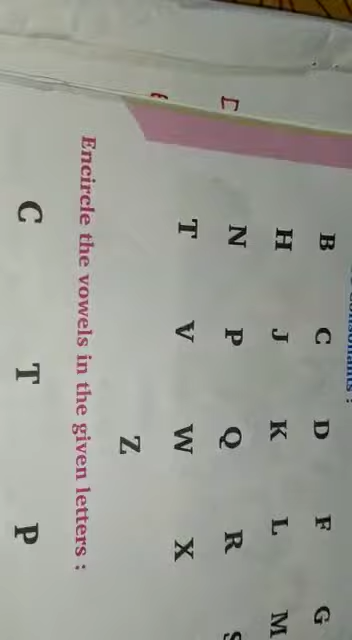 B C D F G
H J K L M
N P Q R S
T V W X
Z
Encircle the vowels in the given letters :
C T P